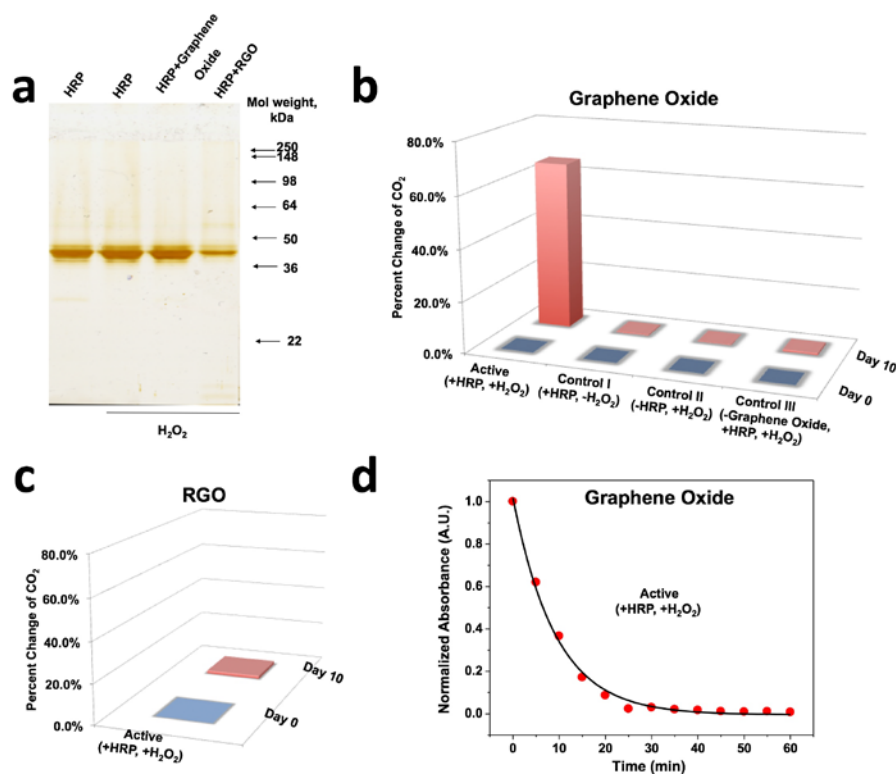 a
HRP
HRP
HRP+Graphene
Oxide
HRP+RGO
Mol weight,
kDa
250
148
98
64
50
36
22
H₂O₂
b
Graphene Oxide
Percent Change of CO₂
80.0%
60.0%
40.0%
20.0%
0.0%
Active
(+HRP, +H₂O₂)
Control I
(+HRP, -H₂O₂)
Control II
(-HRP, +H₂O₂)
Control III
(-Graphene Oxide,
+HRP, +H₂O₂)
Day 10
Day 0
c
RGO
Percent Change of CO₂
80.0%
60.0%
40.0%
20.0%
0.0%
Active
(+HRP, +H₂O₂)
Day 10
Day 0
d
Graphene Oxide
Normalized Absorbance (A.U.)
1.0
0.8
0.6
0.4
0.2
0.0
Active
(+HRP, +H₂O₂)
0 10 20 30 40 50 60
Time (min)